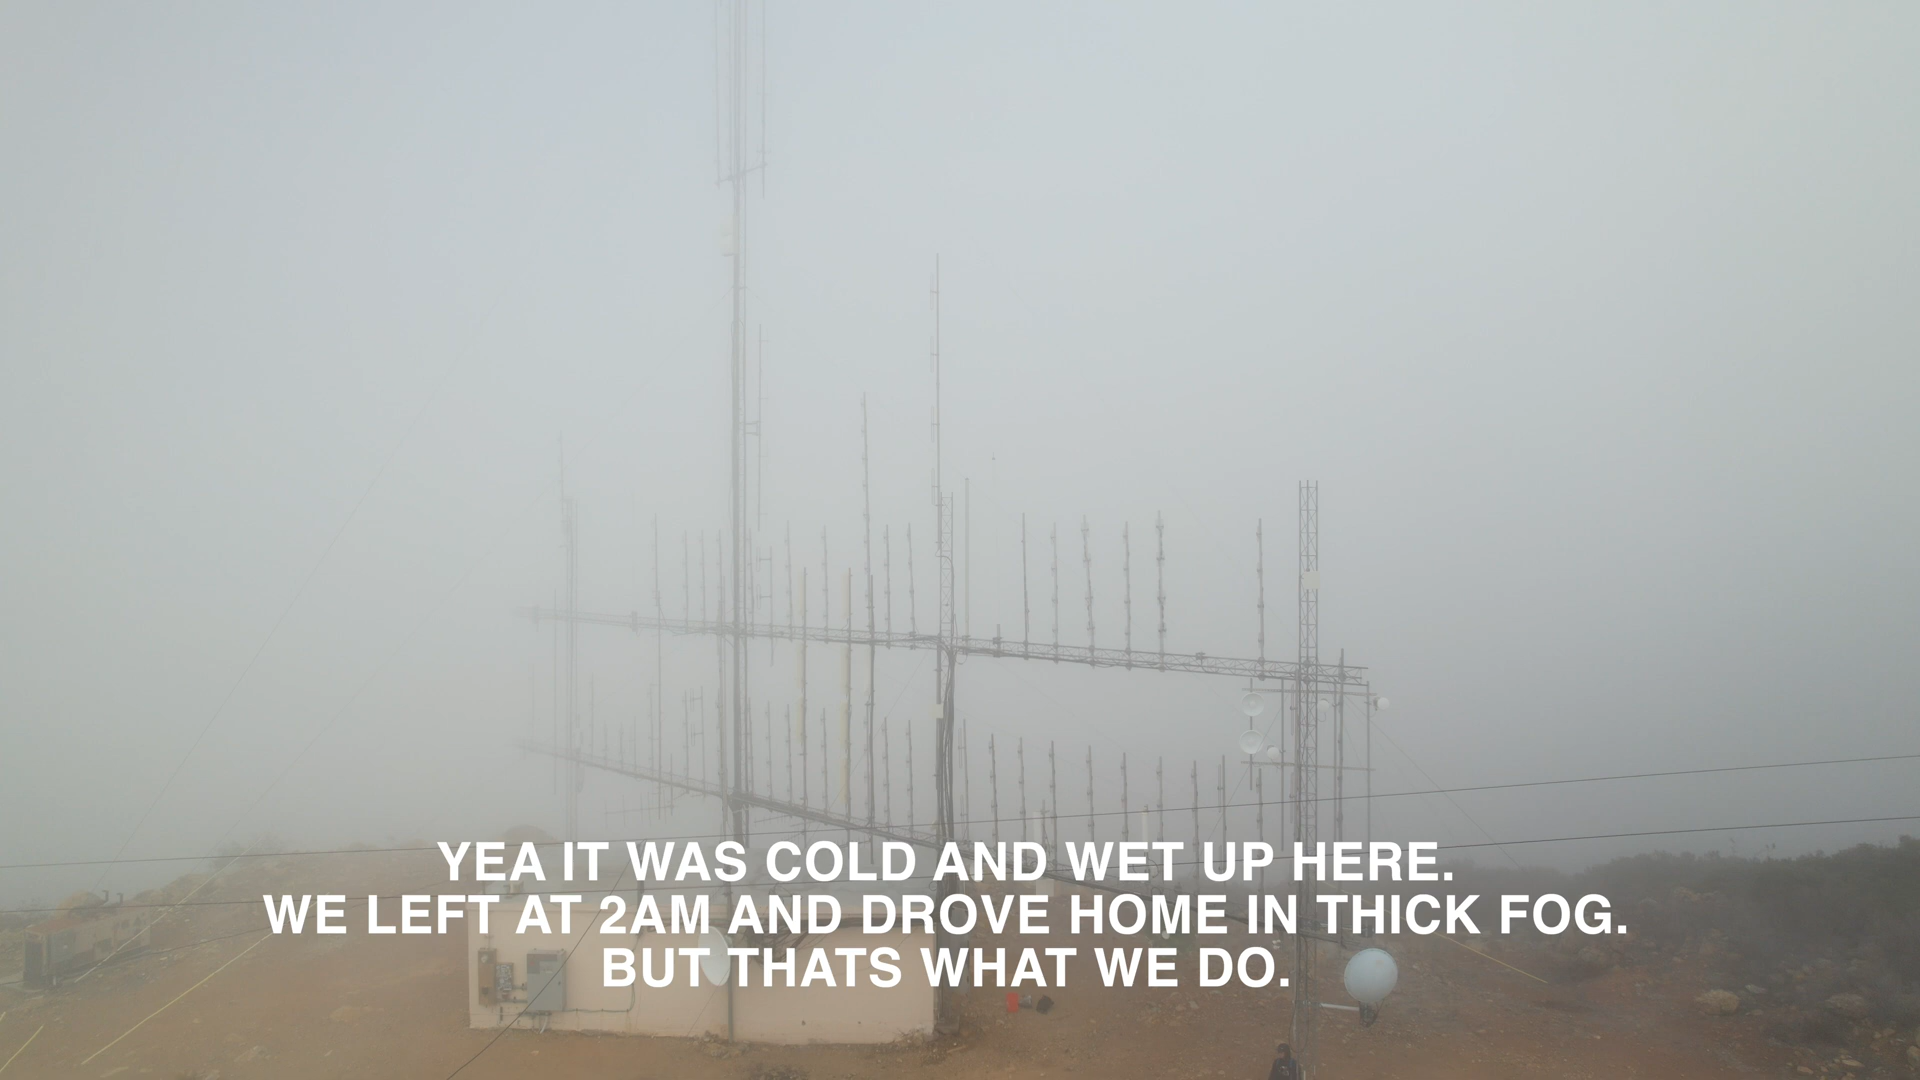 YEA IT WAS COLD AND WET UP HERE.
WE LEFT AT 2AM AND DROVE HOME IN THICK FOG.
BUT THATS WHAT WE DO.